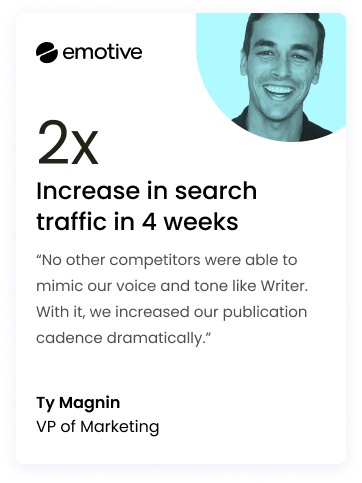 emotive
2x
Increase in search
traffic in 4 weeks
“No other competitors were able to
mimic our voice and tone like Writer.
With it, we increased our publication
cadence dramatically.”
Ty Magnin
VP of Marketing